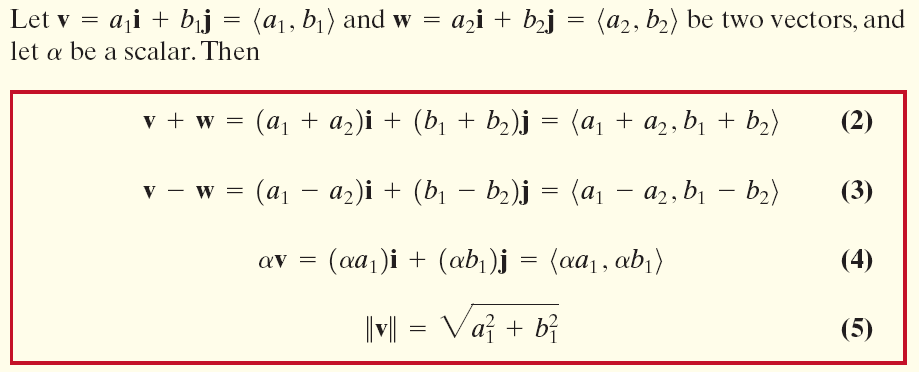 Let v = a₁i + b₁j = ⟨a₁, b₁⟩ and w = a₂i + b₂j = ⟨a₂, b₂⟩ be two vectors, and
let α be a scalar. Then
v + w = (a₁ + a₂)i + (b₁ + b₂)j = ⟨a₁ + a₂, b₁ + b₂⟩ (2)
v − w = (a₁ − a₂)i + (b₁ − b₂)j = ⟨a₁ − a₂, b₁ − b₂⟩ (3)
αv = (αa₁)i + (αb₁)j = ⟨αa₁, αb₁⟩ (4)
‖v‖ = √(a₁² + b₁²) (5)